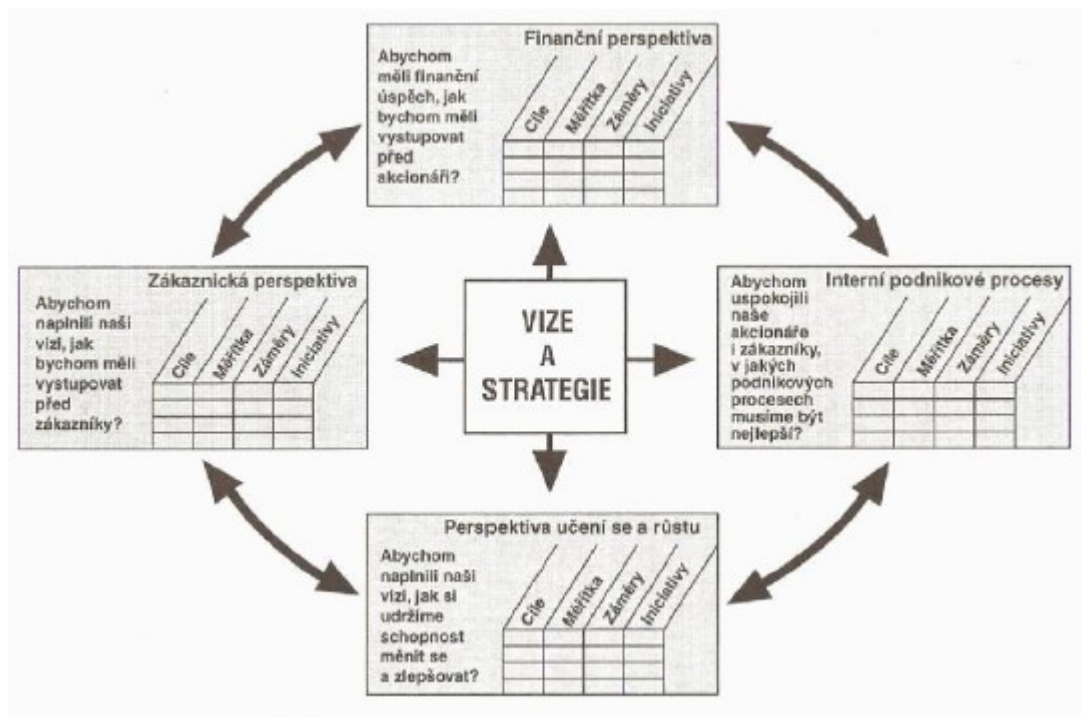 Finanční perspektiva
Abychom
měli finanční
úspěch, jak
bychom měli
vystupovat
před
akcionáři?
Cíle
Měřítka
Záměry
Iniciativy
Zákaznická perspektiva
Abychom
naplnili naši
vizi, jak
bychom měli
vystupovat
před
zákazníky?
Cíle
Měřítka
Záměry
Iniciativy
VIZE
A
STRATEGIE
Interní podnikové procesy
Abychom
uspokojili
naše
akcionáře
i zákazníky,
v jakých
podnikových
procesech
musíme být
nejlepší?
Cíle
Měřítka
Záměry
Iniciativy
Perspektiva učení se a růstu
Abychom
naplnili naši
vizi, jak si
udržíme
schopnost
měnit se
a zlepšovat?
Cíle
Měřítka
Záměry
Iniciativy